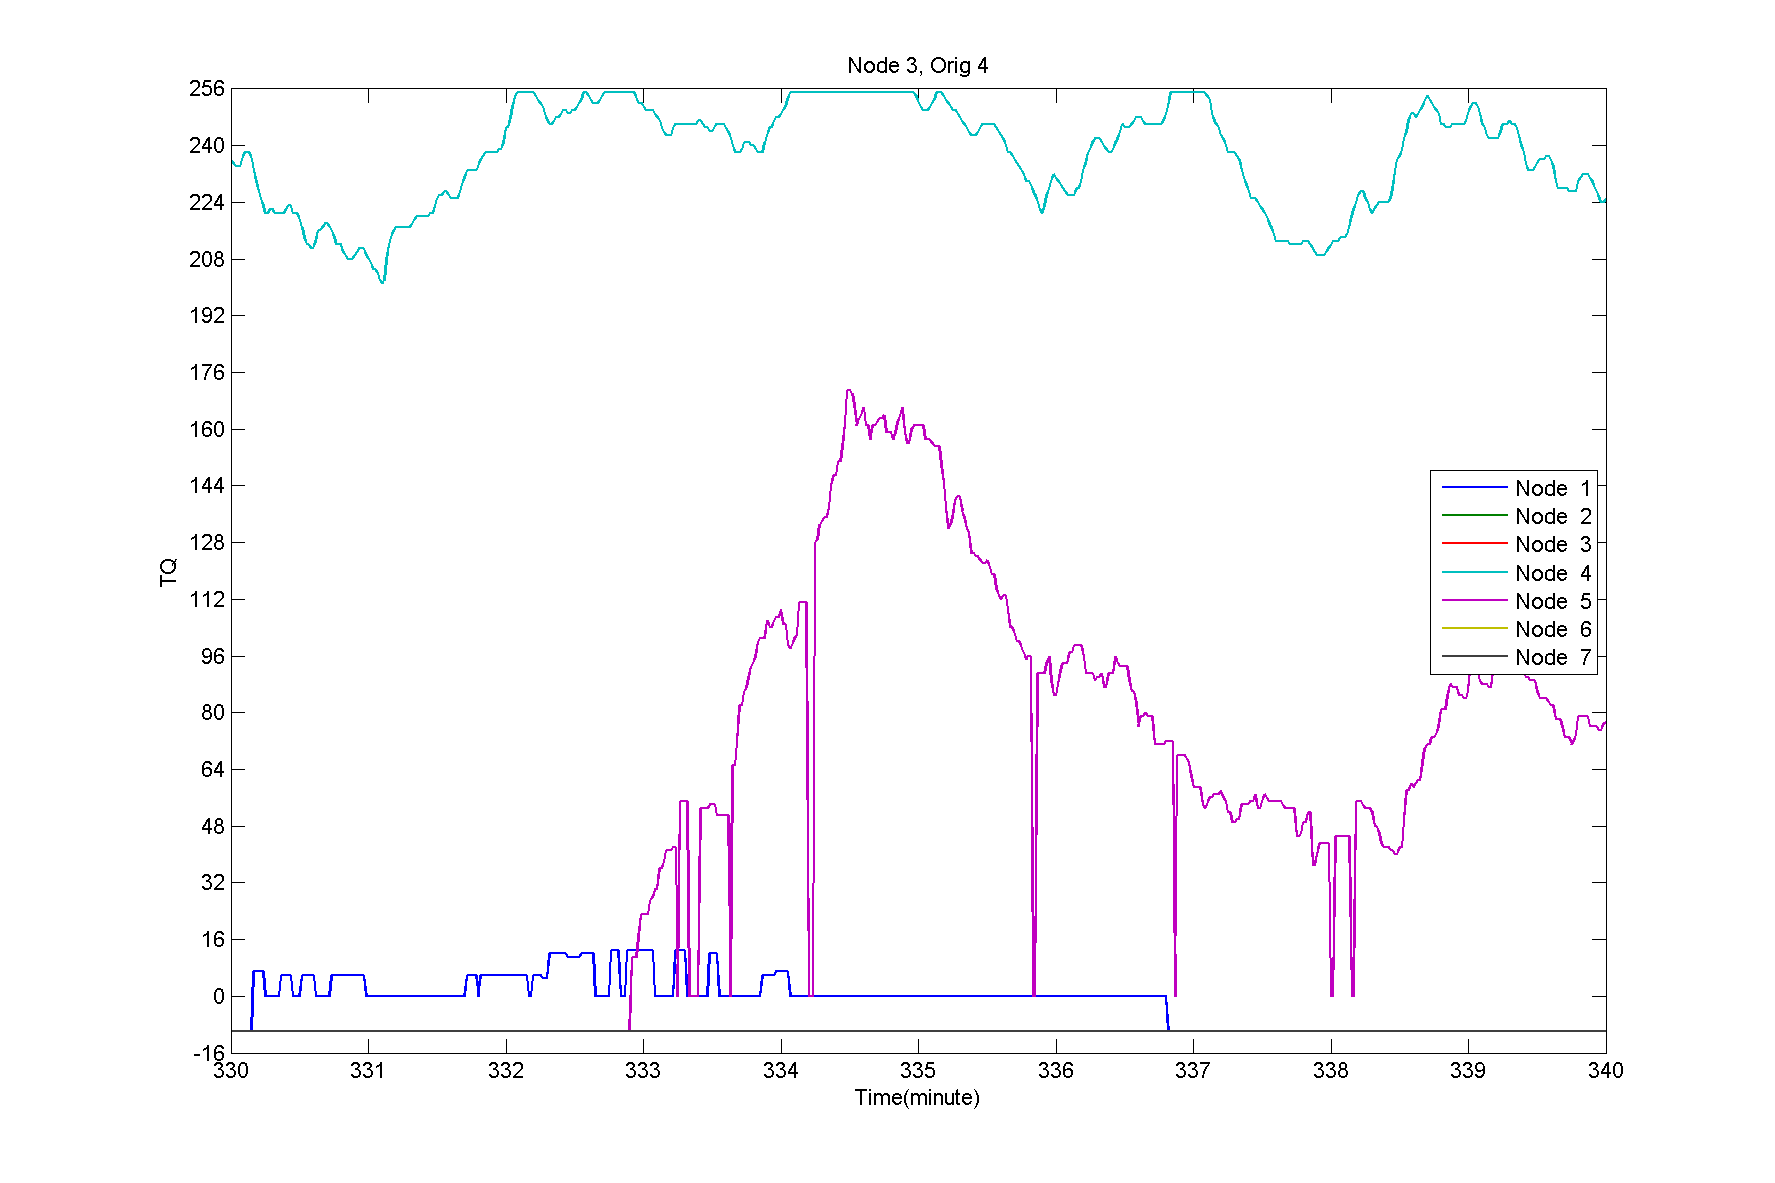 Node 3, Orig 4
256
240
224
208
192
176
160
144
128
112
96
80
64
48
32
16
0
-16
TQ
Node 1
Node 2
Node 3
Node 4
Node 5
Node 6
Node 7
330 331 332 333 334 335 336 337 338 339 340
Time(minute)